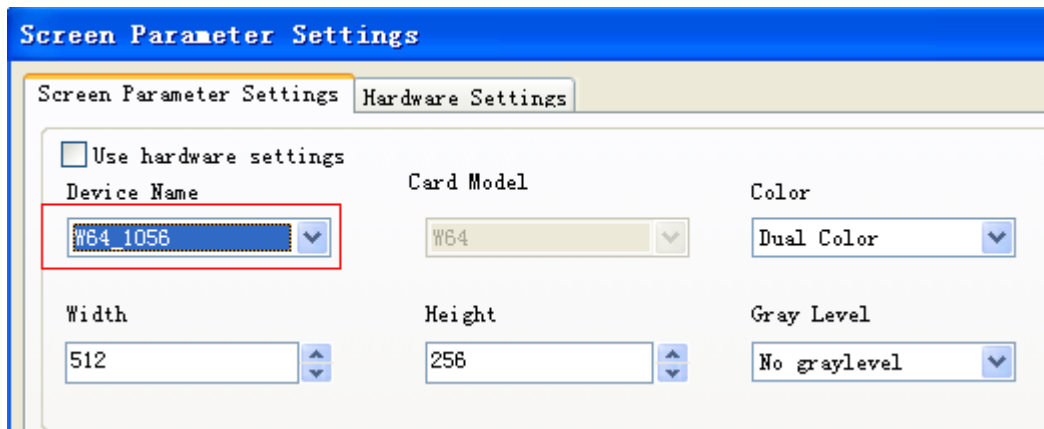 Screen Parameter Settings
Screen Parameter Settings Hardware Settings
Use hardware settings
Device Name Card Model Color
W64_1056 W64 Dual Color
Width Height Gray Level
512 256 No graylevel